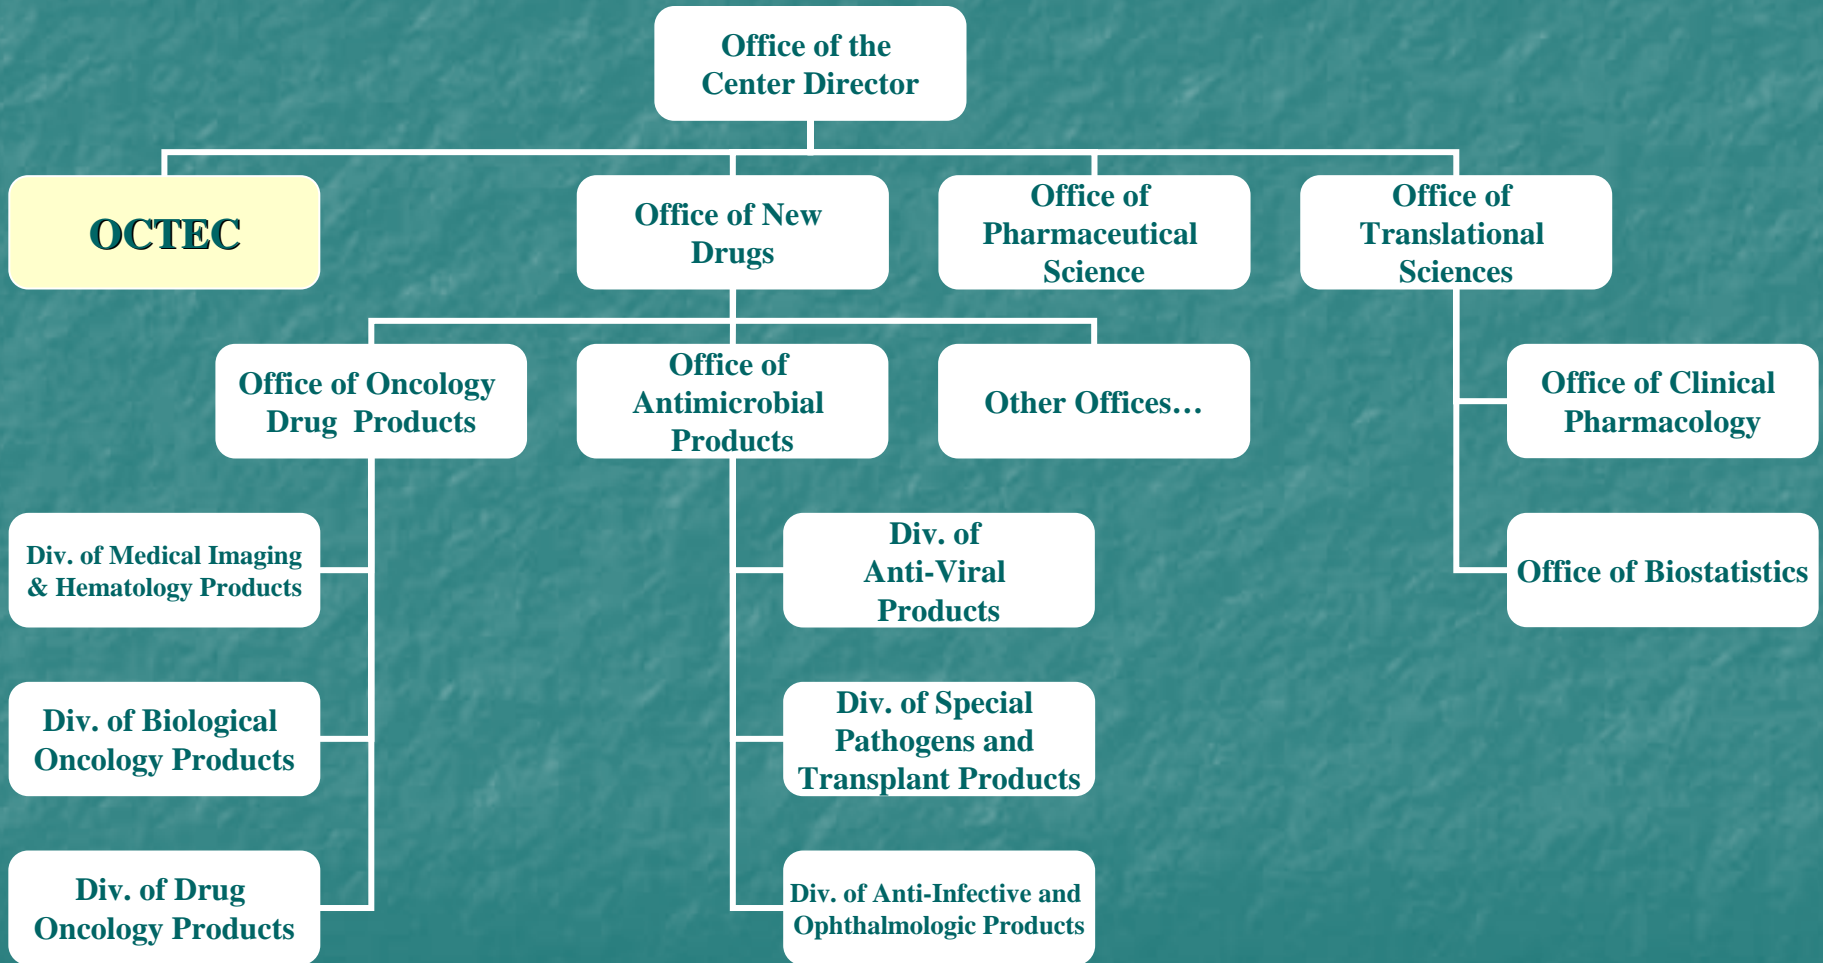 Office of the
Center Director
OCTEC
Office of New
Drugs
Office of
Pharmaceutical
Science
Office of
Translational
Sciences
Office of Oncology
Drug Products
Office of
Antimicrobial
Products
Other Offices…
Office of Clinical
Pharmacology
Div. of Medical Imaging
& Hematology Products
Div. of
Anti-Viral
Products
Office of Biostatistics
Div. of Biological
Oncology Products
Div. of Special
Pathogens and
Transplant Products
Div. of Drug
Oncology Products
Div. of Anti-Infective and
Ophthalmologic Products